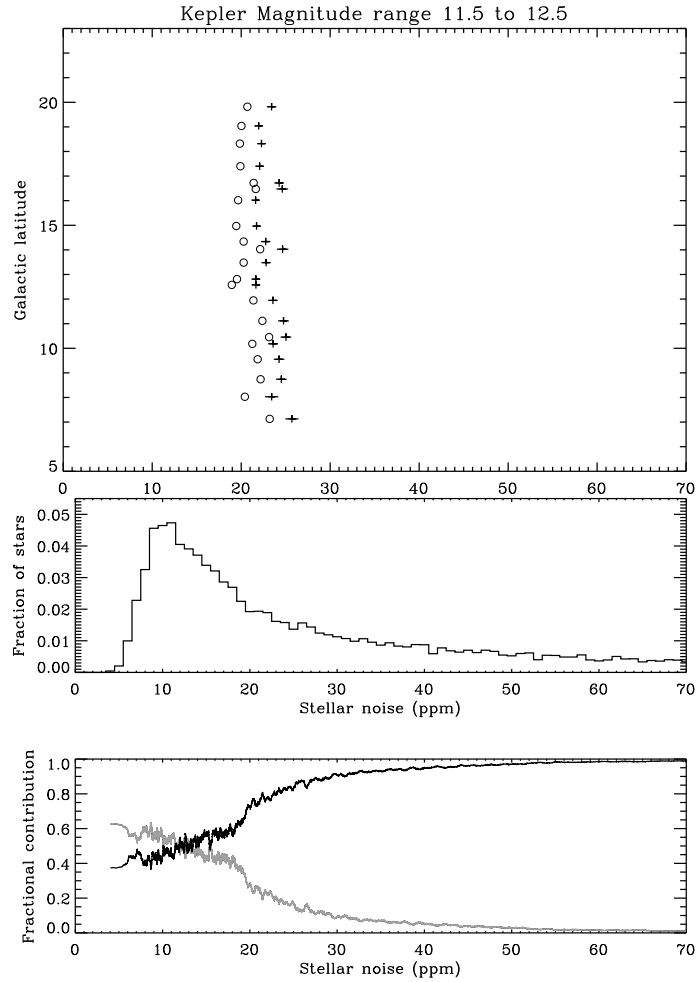 Kepler Magnitude range 11.5 to 12.5
20
15
10
5
Galactic latitude
0 10 20 30 40 50 60 70
0.05
0.04
0.03
0.02
0.01
0.00
Fraction of stars
0 10 20 30 40 50 60 70
Stellar noise (ppm)
1.0
0.8
0.6
0.4
0.2
0.0
Fractional contribution
0 10 20 30 40 50 60 70
Stellar noise (ppm)